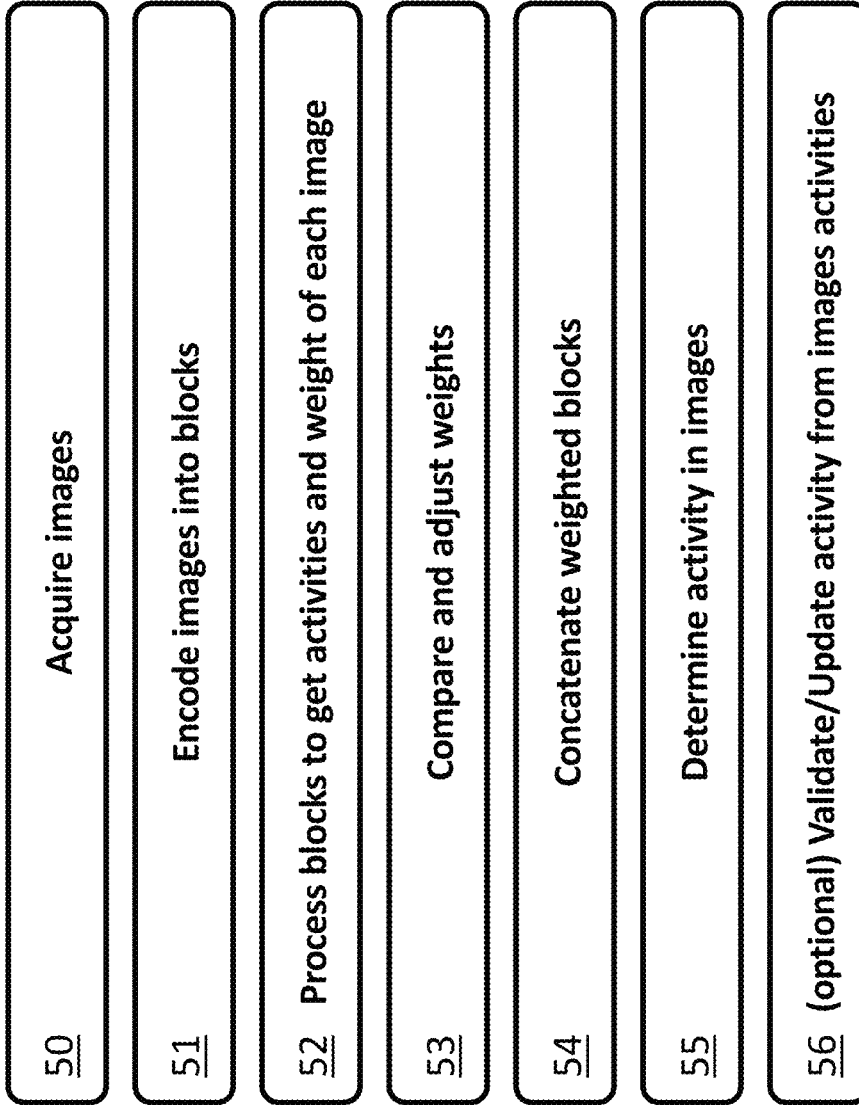 50 Acquire images
51 Encode images into blocks
52 Process blocks to get activities and weight of each image
53 Compare and adjust weights
54 Concatenate weighted blocks
55 Determine activity in images
56 (optional) Validate/Update activity from images activities